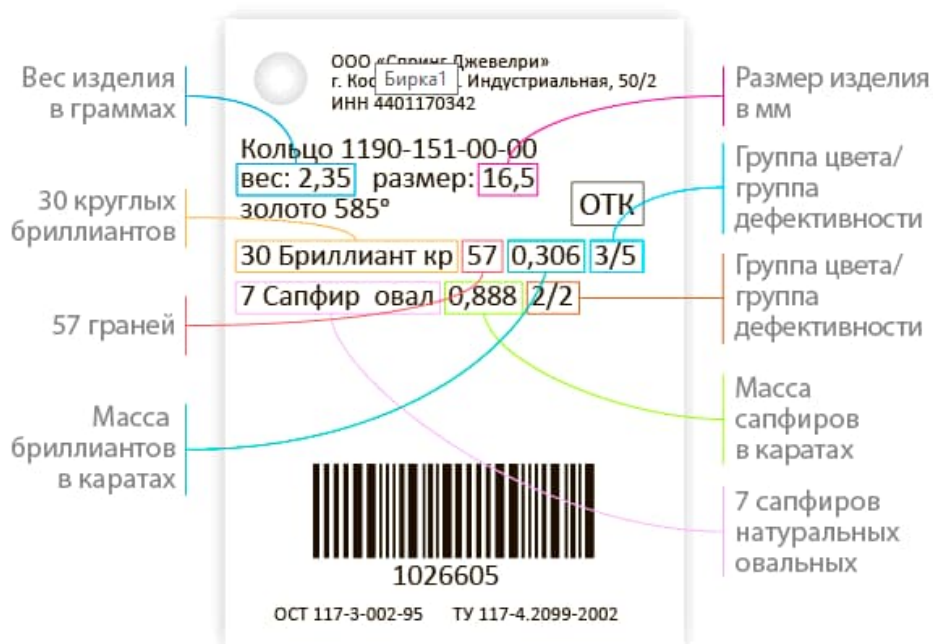 Вес изделия
в граммах
30 круглых
бриллиантов
57 граней
Масса
бриллиантов
в каратах
ООО «Спринг Джевелри»
г. Кос Индустриальная, 50/2
Бирка1
ИНН 4401170342
Кольцо 1190-151-00-00
вес: 2,35 размер: 16,5
золото 585°
ОТК
30 Бриллиант кр 57 0,306 3/5
7 Сапфир овал 0,888 2/2
1026605
ОСТ 117-3-002-95 ТУ 117-4.2099-2002
Размер изделия
в мм
Группа цвета/
группа
дефективности
Группа цвета/
группа
дефективности
Масса
сапфиров
в каратах
7 сапфиров
натуральных
овальных